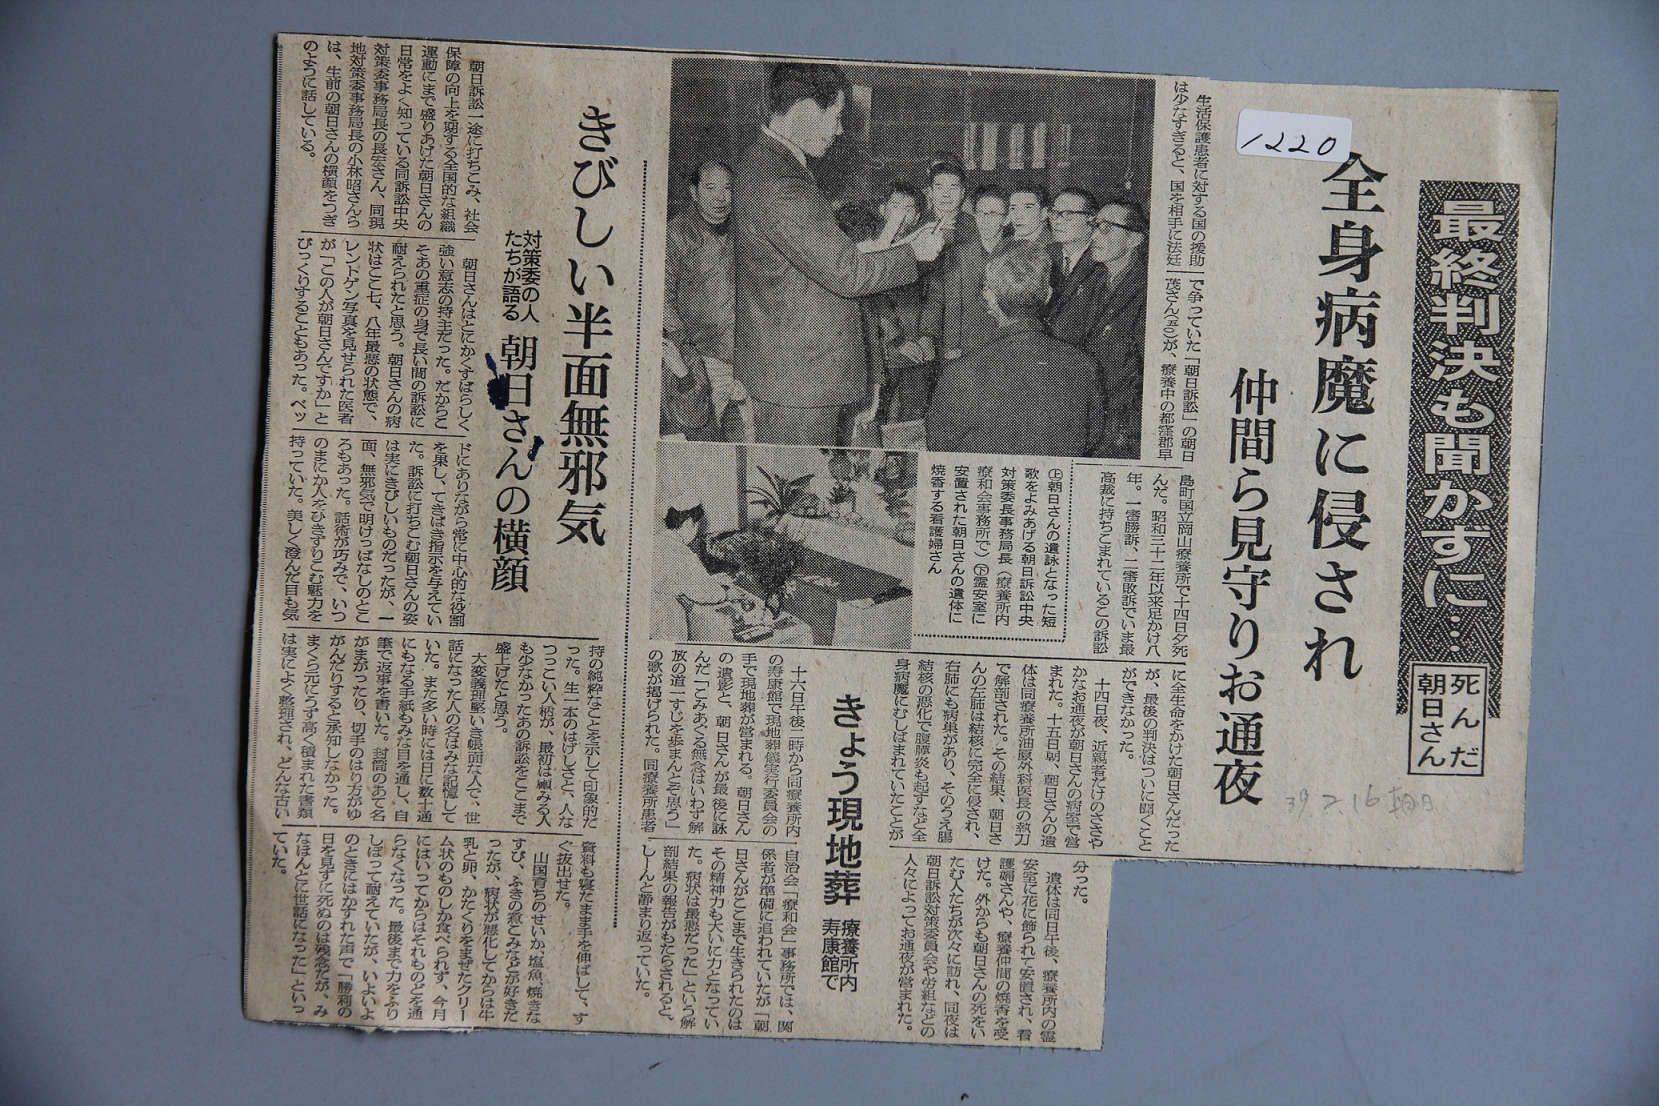 1220
最終判決も聞かずに……
死んだ
朝日さん
39.2.16 朝日
全身病魔に侵され
仲間ら見守りお通夜
生活保護患者に対する国の援助
は少なすぎると、国を相手に法廷
で争っていた「朝日訴訟」の朝日
茂さん(五〇)が、療養中の都窪郡早
島町国立岡山療養所で十四日夕死
んだ。昭和三十二年以来足かけ八
年。一審勝訴、二審敗訴でいま最
高裁に持ちこまれているこの訴訟
に全生命をかけた朝日さんだった
が、最後の判決はついに聞くこと
ができなかった。
十四日夜、近親者だけのささや
かなお通夜が朝日さんの病室で営
まれた。十五日朝、朝日さんの遺
体は同療養所油原外科医長の執刀
で解剖された。その結果、朝日さ
んの左肺は結核に完全に侵され、
右肺にも病巣があり、そのうえ腸
結核の悪化で腹膜炎も起すなど全
身病魔にむしばまれていたことが
分った。
遺体は同日午後、療養所内の霊
安室に花に飾られて安置され、看
護婦さんや、療養仲間の焼香を受
けた。外からも朝日さんの死をい
たむ人たちが次々に訪れ、同夜は
朝日訴訟対策委員会や労組などの
人々によってお通夜が営まれた。
㊤朝日さんの遺詠となった短
歌をよみあげる朝日訴訟中央
対策委長事務局長(療養所内
療和会事務所で)㊦霊安室に
安置された朝日さんの遺体に
焼香する看護婦さん
きょう現地葬
療養所内
寿康館で
十六日午後二時から同療養所内
の寿康館で現地葬儀実行委員会の
手で現地葬が営まれる。朝日さん
の遺影と、朝日さんが最後に詠
んだ「こみあぐる無念はいわず解
放の道一すじを歩まんとぞ思う」
の歌が掲げられた。同療養所患者
自治会「療和会」事務所では、関
係者が準備に追われていたが「朝
日さんがここまで生きられたのは
その精神力も大いに力となってい
た。病状は最悪だった」という解
剖結果の報告がもたらされると、
しーんと静まり返っていた。
きびしい半面無邪気
対策委の人
たちが語る
朝日さんの横顔
朝日訴訟一途に打ちこみ、社会
保障の向上を期する全国的な組織
運動にまで盛りあげた朝日さんの
日常をよく知っている同訴訟中央
対策委事務局長の長宏さん、同現
地対策委事務局長の小林昭さんら
は、生前の朝日さんの横顔をつぎ
のように話している。
朝日さんはとにかくすばらしく
強い意志の持主だった。だからこ
そあの重症の身で長い間の訴訟に
耐えられたと思う。朝日さんの病
状はここ七、八年最悪の状態で、
レントゲン写真を見せられた医者
が「この人が朝日さんですか」と
びっくりすることもあった。ベッ
ドにありながら常に中心的な役割
を果し、てきぱき指示を与えてい
た。訴訟に打ちこむ朝日さんの姿
は実にきびしいものだったが、一
面、無邪気で明けっぱなしのとこ
ろもあった。話術が巧みで、いつ
のまにか人をひきずりこむ魅力を
持っていた。美しく澄んだ目も気
持の純粋なことを示して印象的だ
った。生一本のはげしさと、人な
つっこい人柄が、最初は顧みる人
も少なかったあの訴訟をここまで
盛上げたと思う。
大変義理堅いき帳面な人で、世
話になった人の名はみな記憶して
いた。また多い時には日に数十通
にもなる手紙もみな目を通し、自
筆で返事を書いた。封筒のあて名
がまがったり、切手のはり方がゆ
がんだりすると承知しなかった。
まくら元にうず高く積まれた書類
は実によく整理され、どんな古い
資料も寝たまま手を伸ばして、す
ぐ抜出せた。
山国育ちのせいか、塩魚、焼きな
すび、ふきの煮こみなどが好きだ
ったが、病状が悪化してからは牛
乳と卵、かたくりをまぜたクリー
ム状のものしか食べられず、今月
にはいってからはそれものどを通
らなくなった。最後まで力をふり
しぼって耐えていたが、いよいよ
のときにはかすれた声で「勝利の
日を見ずに死ぬのは残念だが、み
なほんとに世話になった」といっ
ていた。